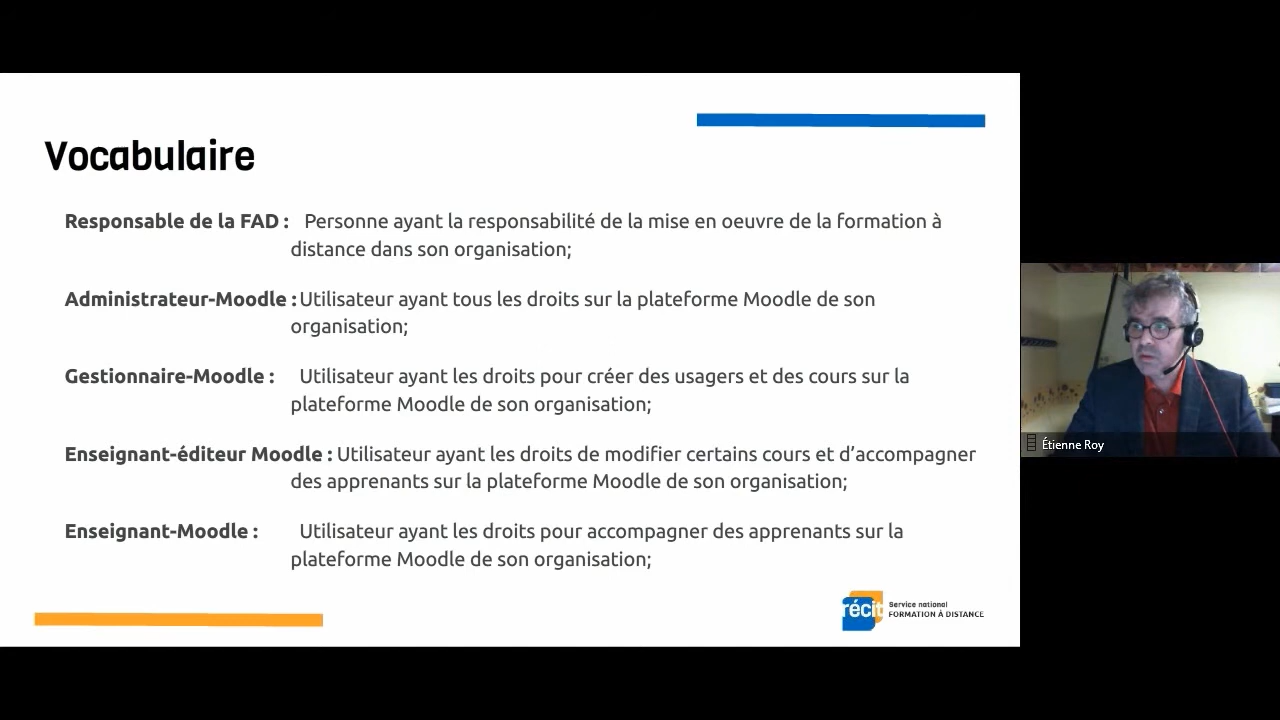 Vocabulaire
Responsable de la FAD : Personne ayant la responsabilité de la mise en oeuvre de la formation à
distance dans son organisation;
Administrateur-Moodle : Utilisateur ayant tous les droits sur la plateforme Moodle de son
organisation;
Gestionnaire-Moodle : Utilisateur ayant les droits pour créer des usagers et des cours sur la
plateforme Moodle de son organisation;
Enseignant-éditeur Moodle : Utilisateur ayant les droits de modifier certains cours et d’accompagner
des apprenants sur la plateforme Moodle de son organisation;
Enseignant-Moodle : Utilisateur ayant les droits pour accompagner des apprenants sur la
plateforme Moodle de son organisation;
récit
Service national
FORMATION À DISTANCE
Étienne Roy